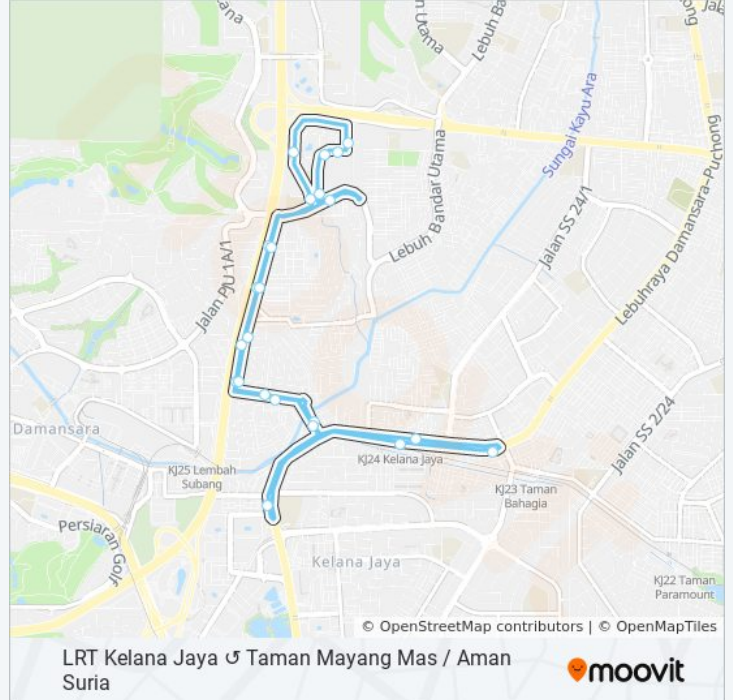 Utama
Lebuh
Sungai Kayu Ara
Lebuh Bandar Utama
Lebuhraya Damansara-Puchong
Jalan SS 24/1
Jalan PJU 1A/1
Damansara
KJ25 Lembah
Subang
KJ24 Kelana Jaya
KJ23 Taman
Bahagia
Jalan SS 2/24
Persiaran Golf
Kelana Jaya
KJ22 Taman
Paramount
© OpenStreetMap contributors | © OpenMapTiles
LRT Kelana Jaya ↺ Taman Mayang Mas / Aman
Suria
moovit